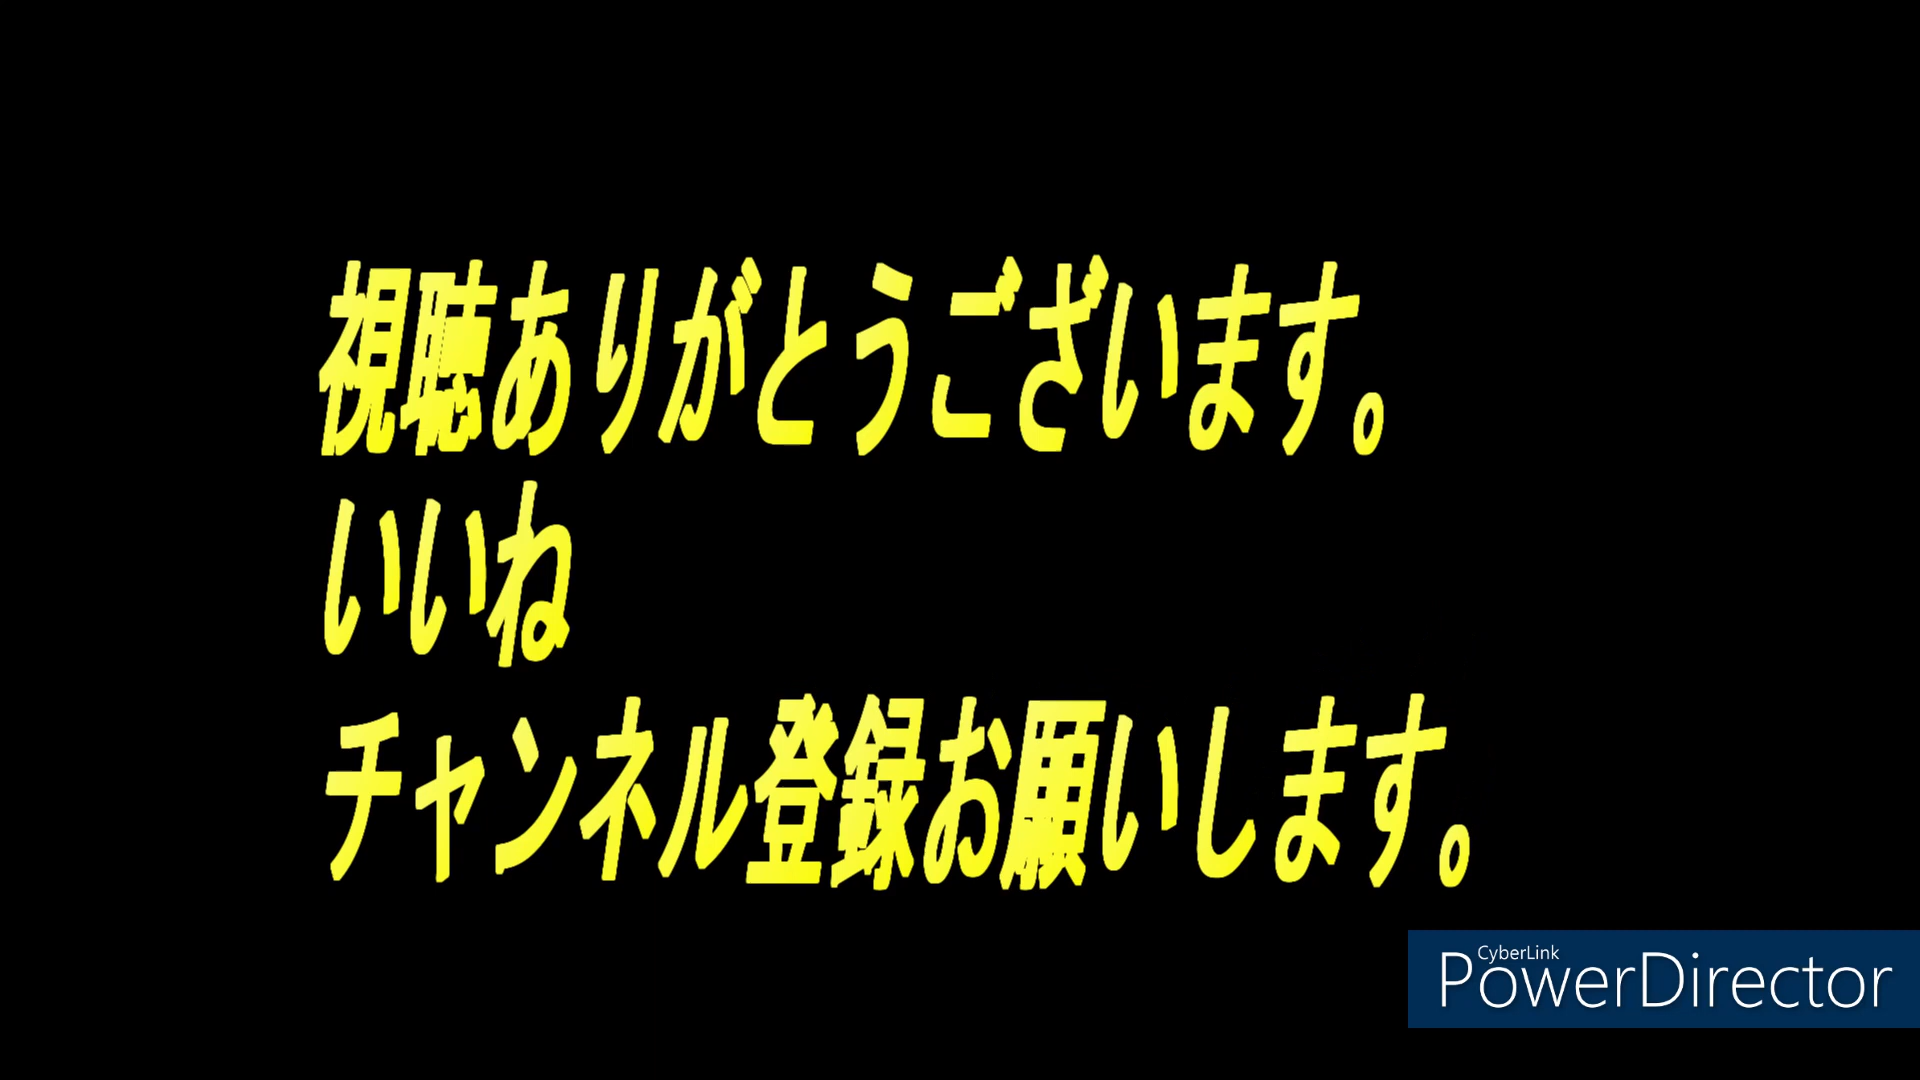 視聴ありがとうございます。
いいね
チャンネル登録お願いします。
CyberLink
PowerDirector